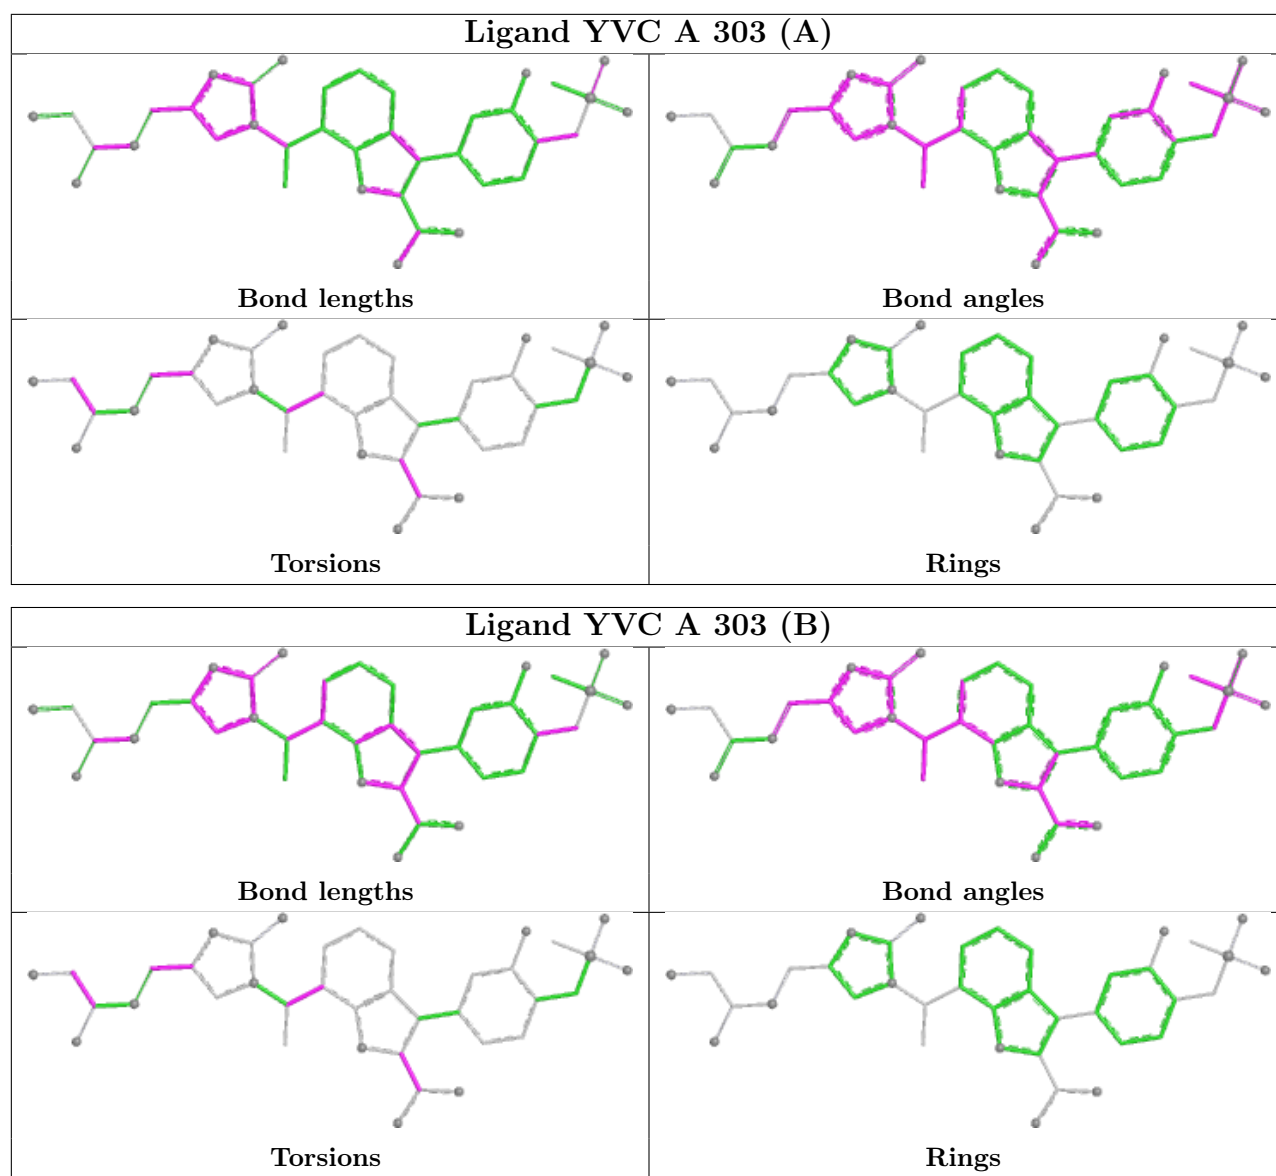 Ligand YVC A 303 (A)
Bond lengths
Bond angles
Torsions
Rings
Ligand YVC A 303 (B)
Bond lengths
Bond angles
Torsions
Rings